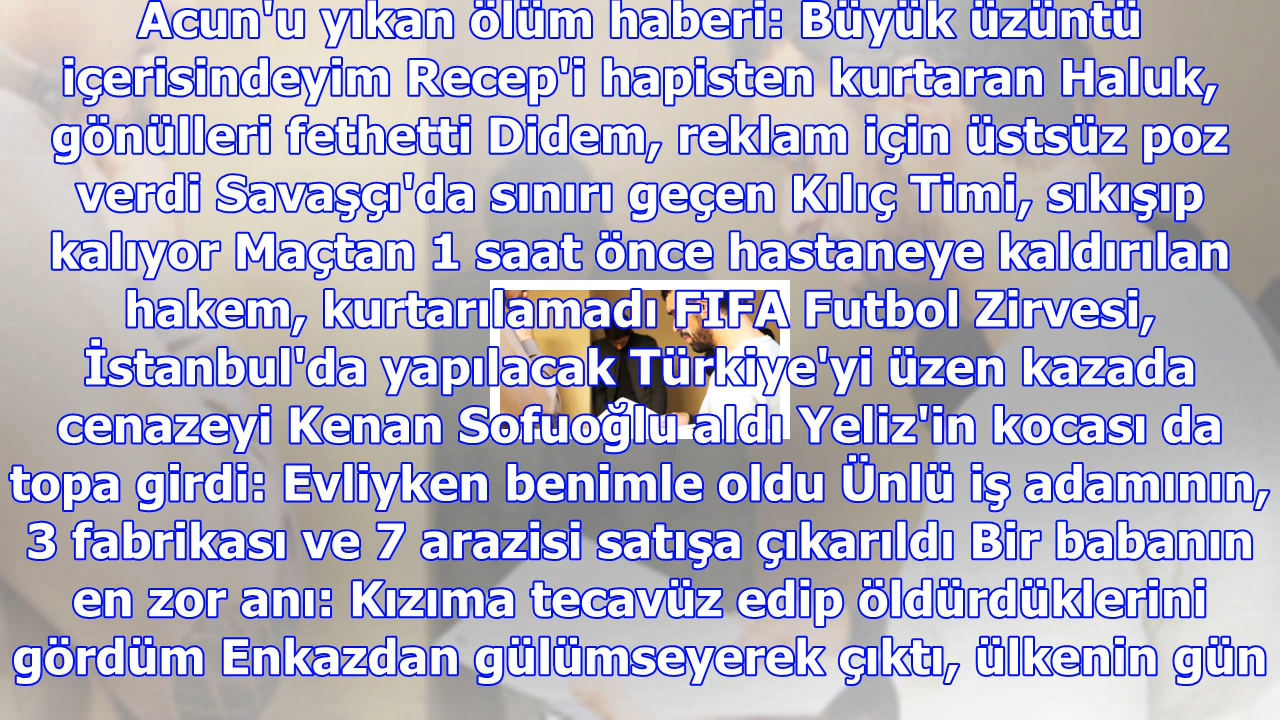 Acun'u yıkan ölüm haberi: Büyük üzüntü
içerisindeyim Recep'i hapisten kurtaran Haluk,
gönülleri fethetti Didem, reklam için üstsüz poz
verdi Savaşçı'da sınırı geçen Kılıç Timi, sıkışıp
kalıyor Maçtan 1 saat önce hastaneye kaldırılan
hakem, kurtarılamadı FIFA Futbol Zirvesi,
İstanbul'da yapılacak Türkiye'yi üzen kazada
cenazeyi Kenan Sofuoğlu aldı Yeliz'in kocası da
topa girdi: Evliyken benimle oldu Ünlü iş adamının,
3 fabrikası ve 7 arazisi satışa çıkarıldı Bir babanın
en zor anı: Kızıma tecavüz edip öldürdüklerini
gördüm Enkazdan gülümseyerek çıktı, ülkenin gün